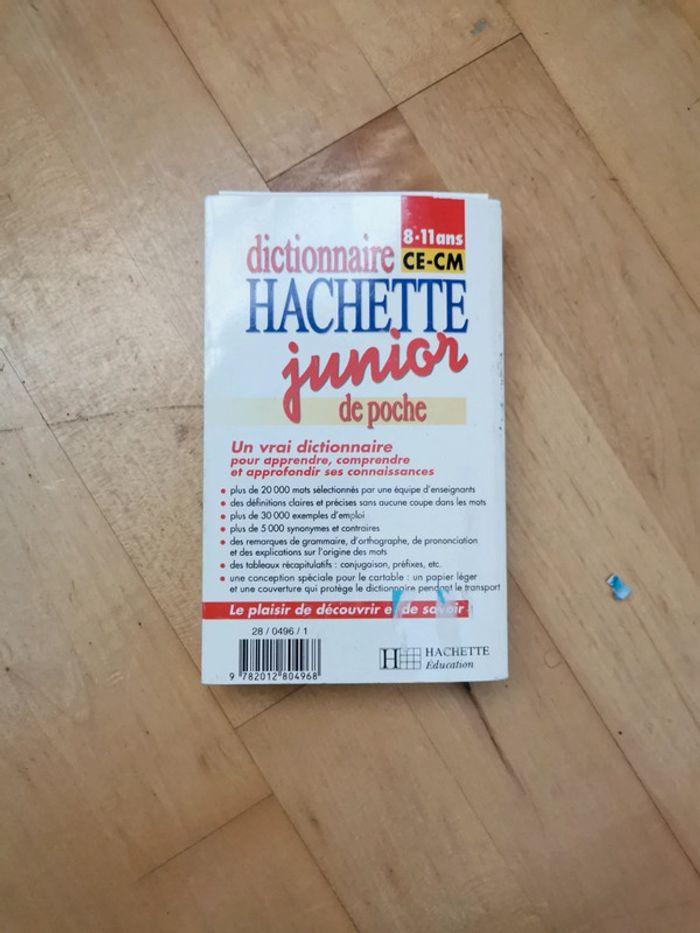 8-11 ans
dictionnaire CE-CM
HACHETTE
junior
de poche
Un vrai dictionnaire
pour apprendre, comprendre
et approfondir ses connaissances
• plus de 20 000 mots sélectionnés par une équipe d'enseignants
• des définitions claires et précises sans aucune coupe dans les mots
• plus de 30 000 exemples d'emploi
• plus de 5 000 synonymes et contraires
• des remarques de grammaire, d'orthographe, de prononciation
et des explications sur l'origine des mots
• des tableaux récapitulatifs : conjugaison, préfixes, etc.
• une conception spéciale pour le cartable : un papier léger
et une couverture qui protège le dictionnaire pendant le transport
Le plaisir de découvrir et de savoir !
28 / 0496 / 1
9 782012 804968
H HACHETTE
Éducation